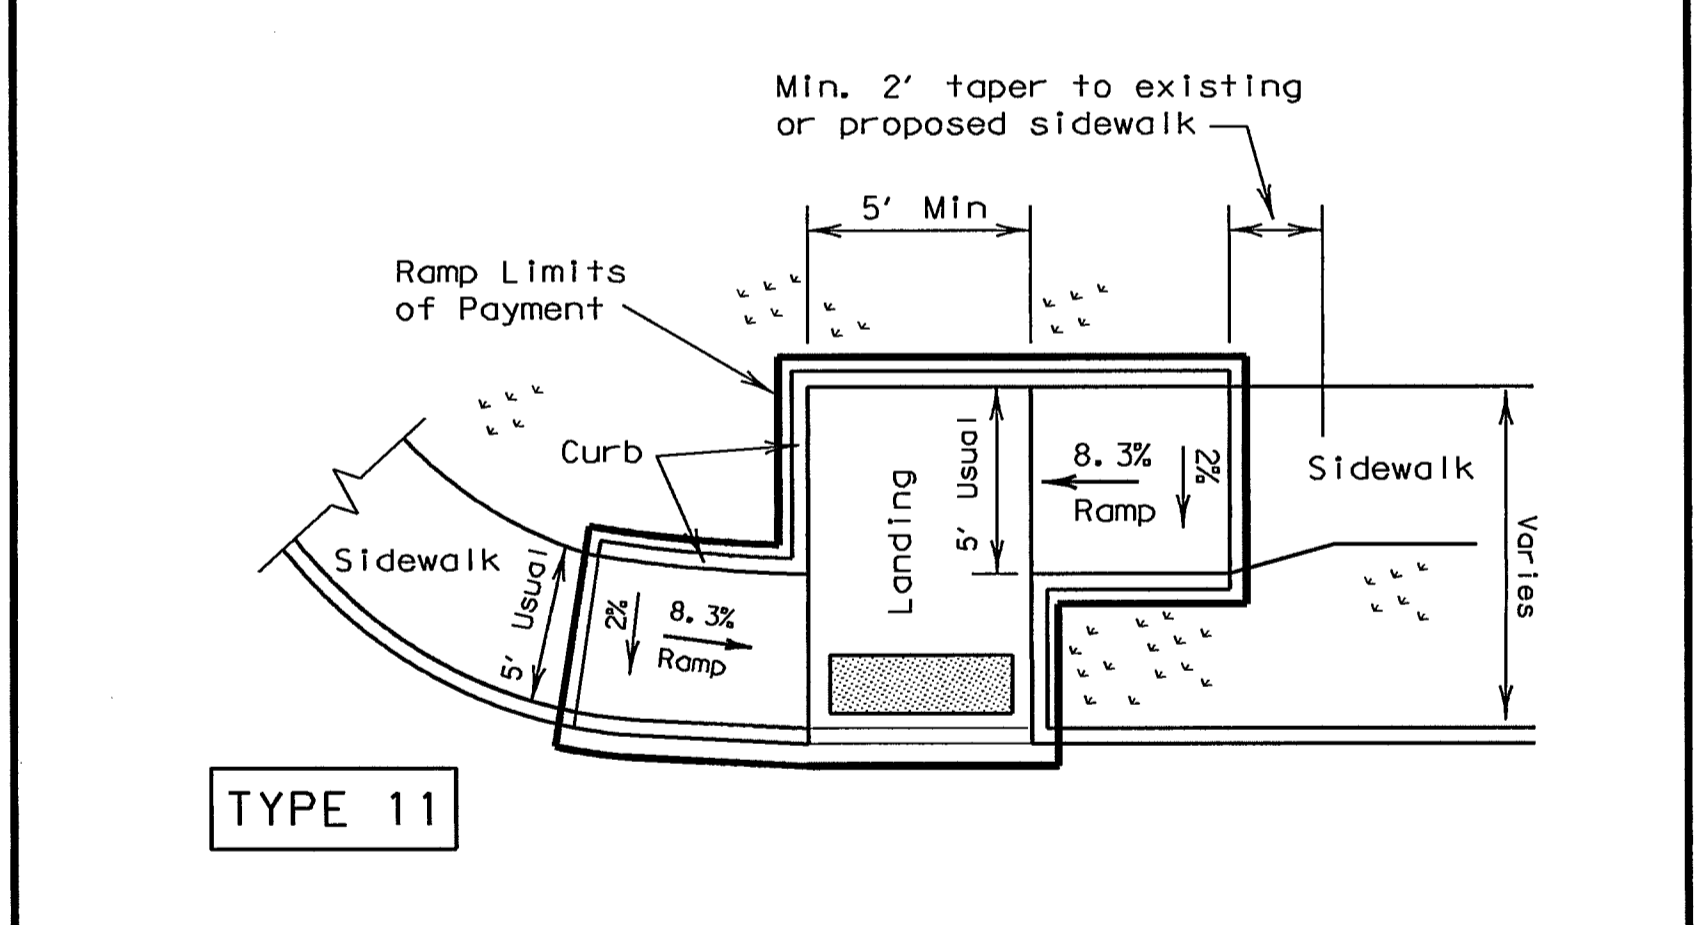 Min. 2' taper to existing
or proposed sidewalk
5' Min
Ramp Limits
of Payment
Curb
5' Usual
8.3%
Ramp
2%
Sidewalk
Landing
Varies
Sidewalk
5' Usual
2%
8.3%
Ramp
TYPE 11